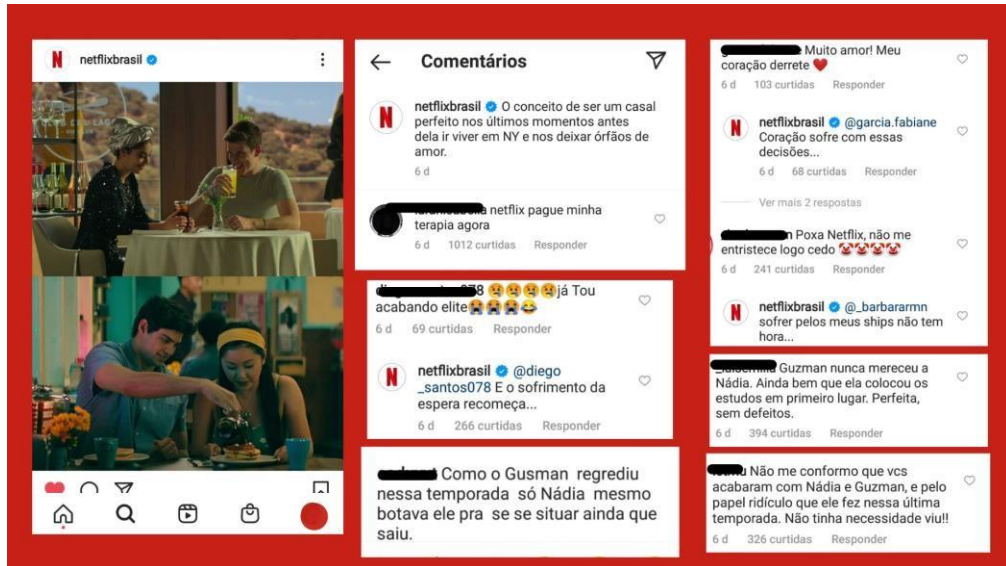 netflixbrasil
Comentários
netflixbrasil O conceito de ser um casal
perfeito nos últimos momentos antes
dela ir viver em NY e nos deixar órfãos de
amor.
6 d
netflix pague minha
terapia agora
6 d 1012 curtidas Responder
8 😢😢😢😢já Tou
acabando elite😭😭😭😂
6 d 69 curtidas Responder
netflixbrasil @diego
_santos078 E o sofrimento da
espera recomeça...
6 d 266 curtidas Responder
Como o Gusman regrediu
nessa temporada só Nádia mesmo
botava ele pra se se situar ainda que
saiu.
Muito amor! Meu
coração derrete ❤️
6 d 103 curtidas Responder
netflixbrasil @garcia.fabiane
Coração sofre com essas
decisões...
6 d 68 curtidas Responder
Ver mais 2 respostas
Poxa Netflix, não me
entristece logo cedo 🤡🤡🤡🤡
6 d 241 curtidas Responder
netflixbrasil @_barbararmn
sofrer pelos meus ships não tem
hora...
Guzman nunca mereceu a
Nádia. Ainda bem que ela colocou os
estudos em primeiro lugar. Perfeita,
sem defeitos.
6 d 394 curtidas Responder
Não me conformo que vcs
acabaram com Nádia e Guzman, e pelo
papel ridículo que ele fez nessa última
temporada. Não tinha necessidade viu!!
6 d 326 curtidas Responder